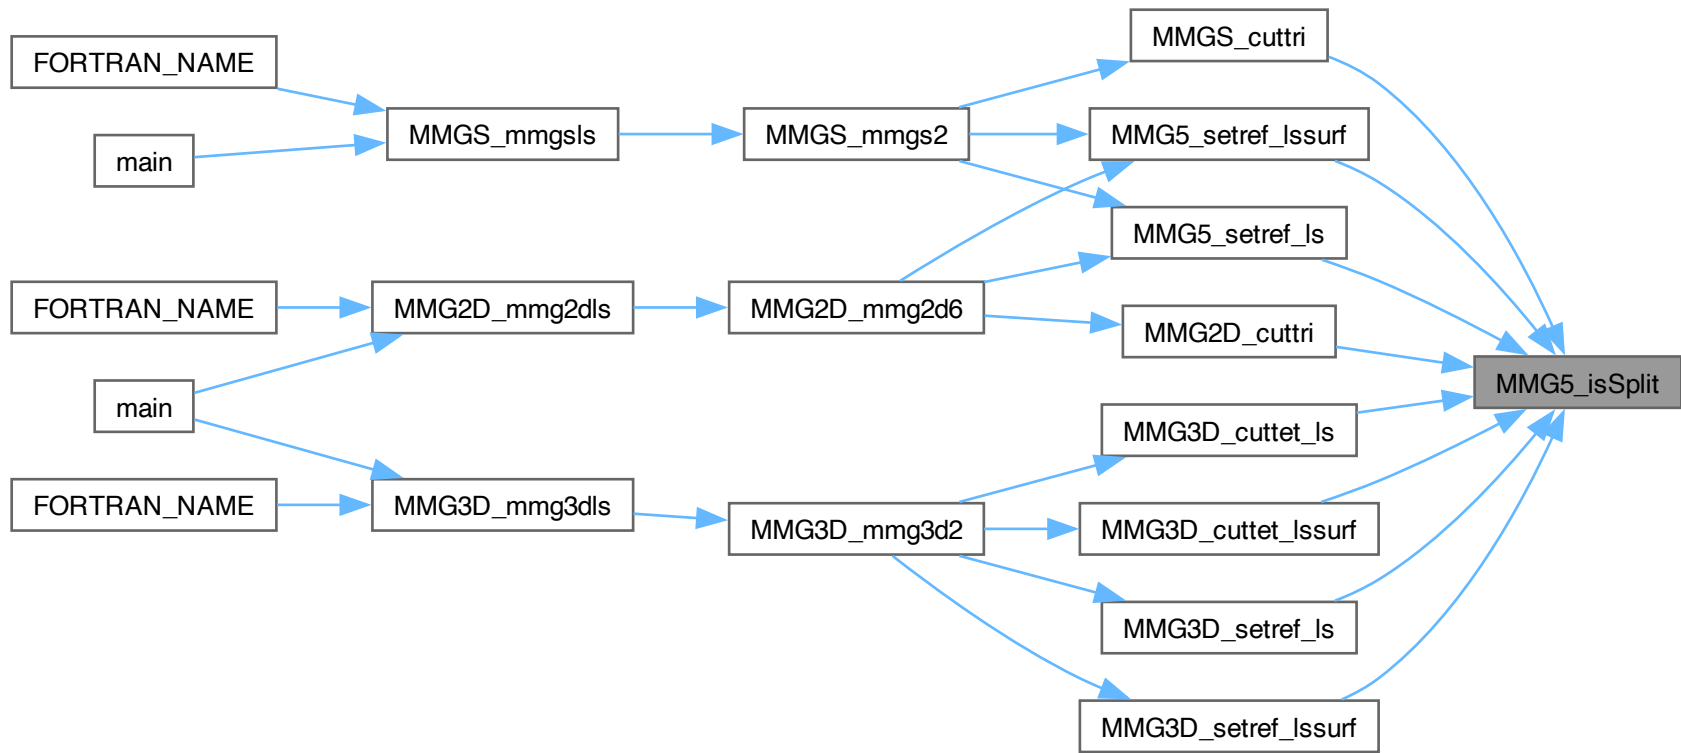 MMGS_cuttri
FORTRAN_NAME
MMGS_mmgsls
MMGS_mmgs2
MMG5_setref_lssurf
main
MMG5_setref_ls
FORTRAN_NAME
MMG2D_mmg2dls
MMG2D_mmg2d6
MMG2D_cuttri
MMG5_isSplit
main
MMG3D_cuttet_ls
FORTRAN_NAME
MMG3D_mmg3dls
MMG3D_mmg3d2
MMG3D_cuttet_lssurf
MMG3D_setref_ls
MMG3D_setref_lssurf